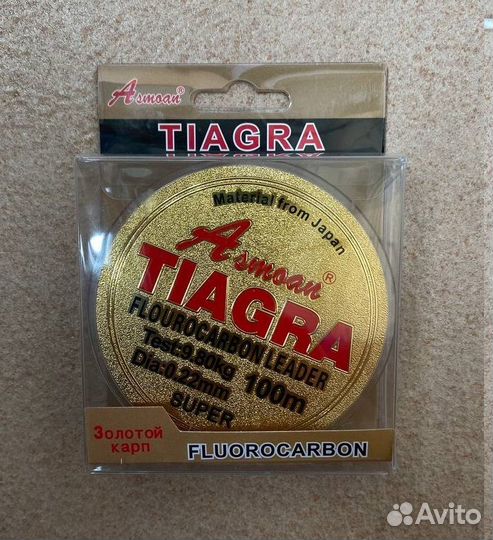 Asmoan®
TIAGRA
Material from Japan
Asmoan®
TIAGRA
FLOUROCARBON LEADER
Test:9.80kg
100m
Dia:0.22mm
SUPER
Золотой
карп
FLUOROCARBON
Avito